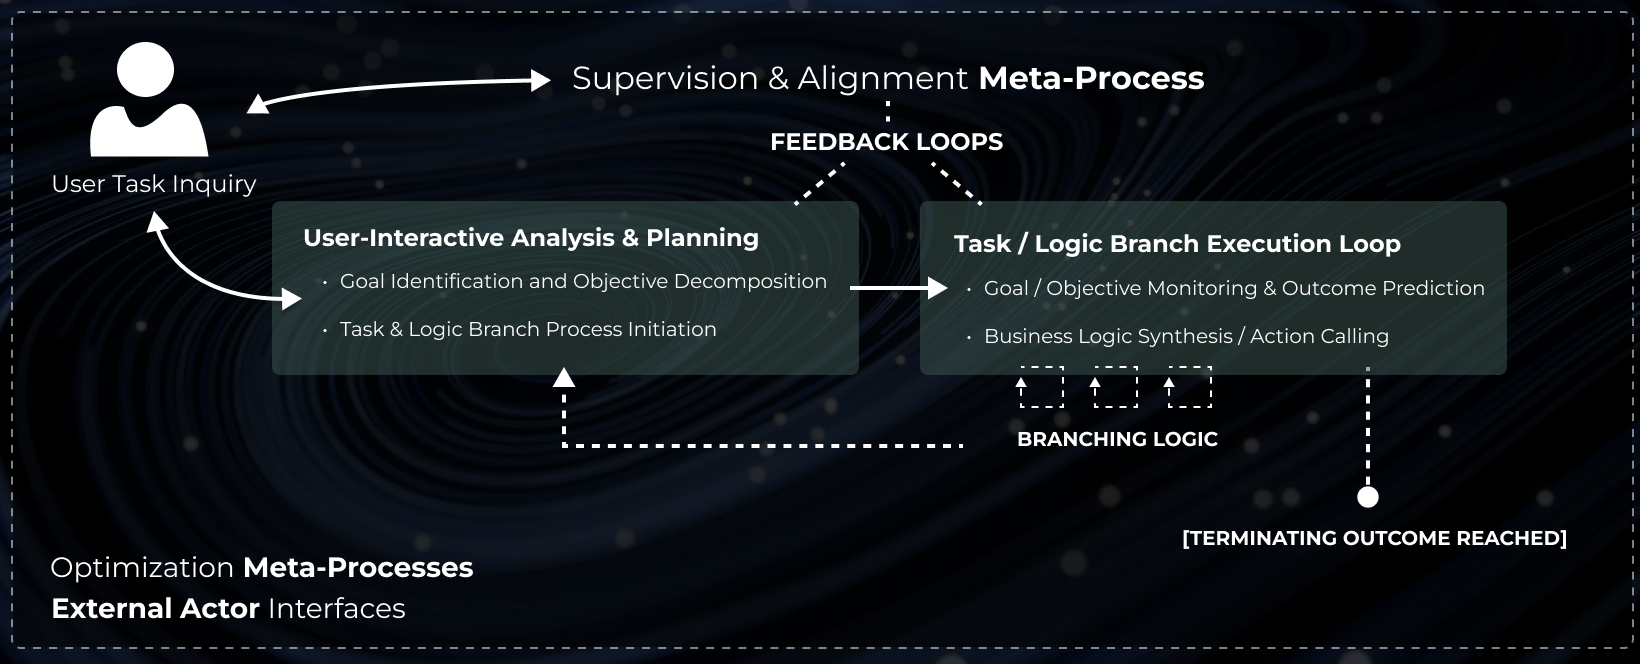 Supervision & Alignment Meta-Process
FEEDBACK LOOPS
User Task Inquiry
User-Interactive Analysis & Planning
• Goal Identification and Objective Decomposition
• Task & Logic Branch Process Initiation
Task / Logic Branch Execution Loop
• Goal / Objective Monitoring & Outcome Prediction
• Business Logic Synthesis / Action Calling
BRANCHING LOGIC
[TERMINATING OUTCOME REACHED]
Optimization Meta-Processes
External Actor Interfaces